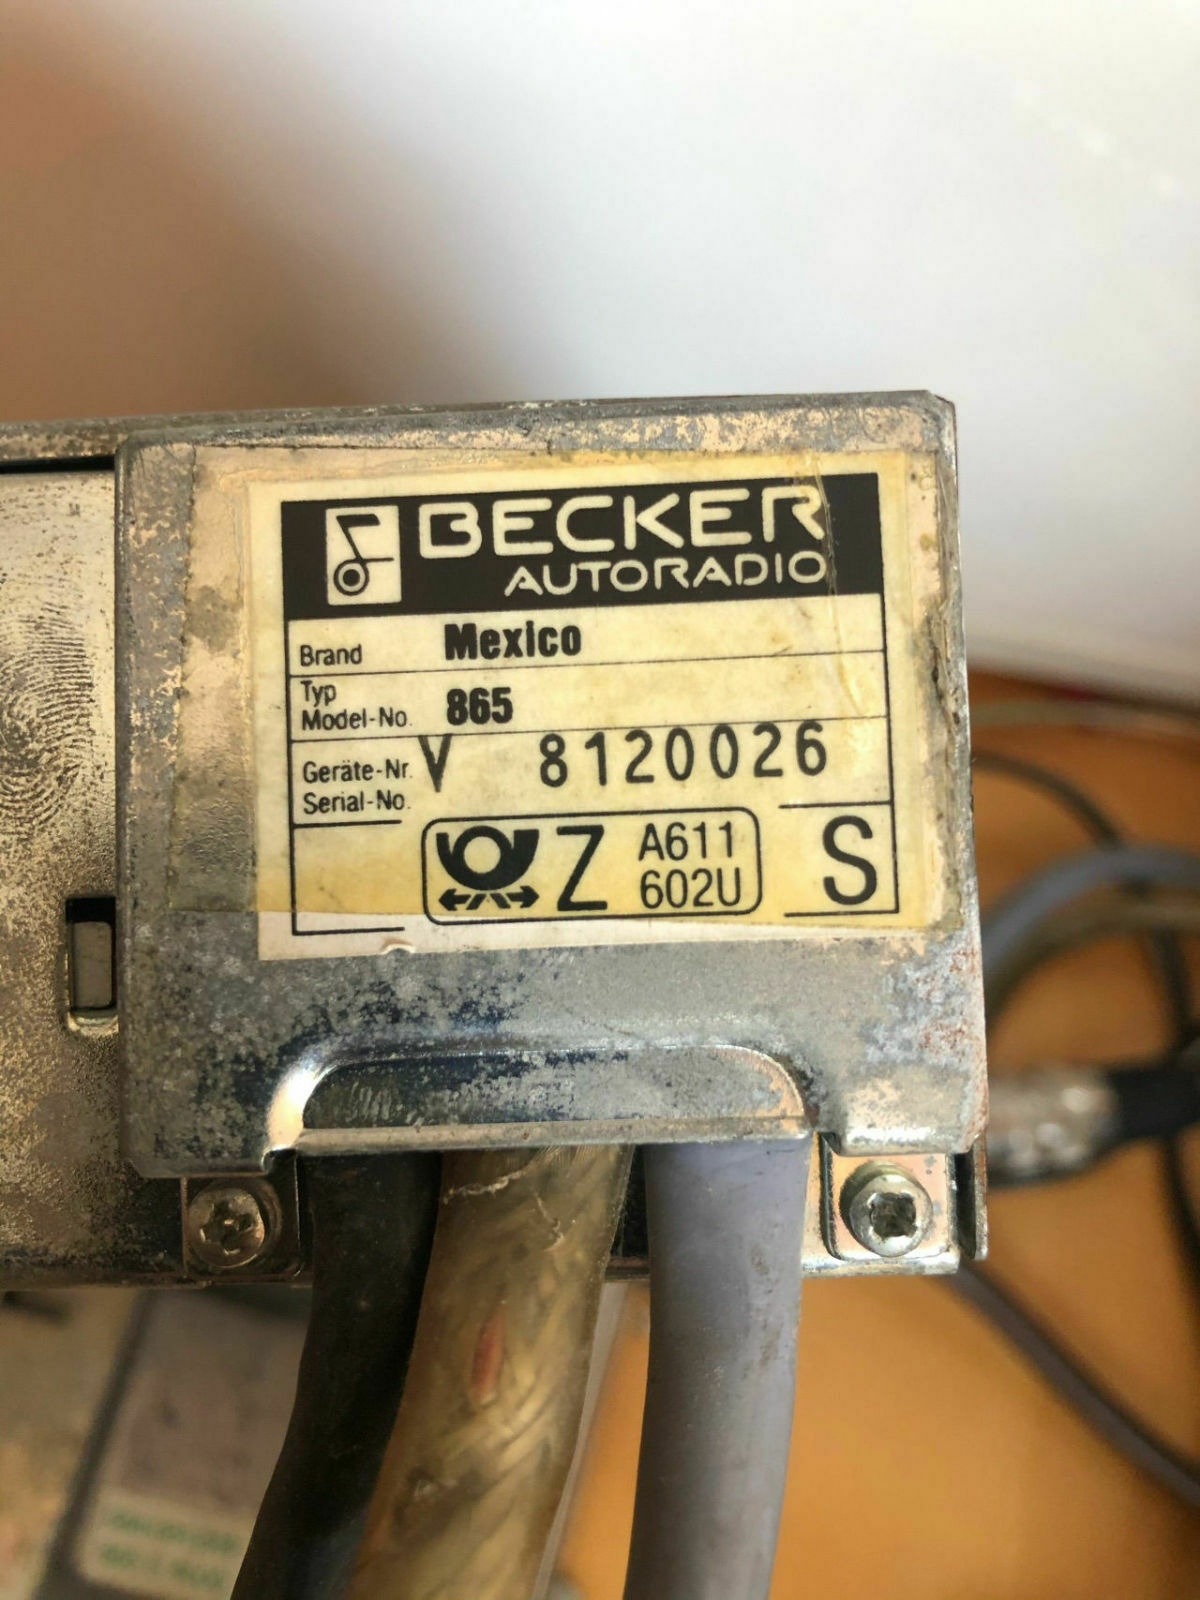 BECKER
AUTORADIO
Brand Mexico
Typ
Model-No. 865
Geräte-Nr.
Serial-No. V 8120026
Z A611
602U S